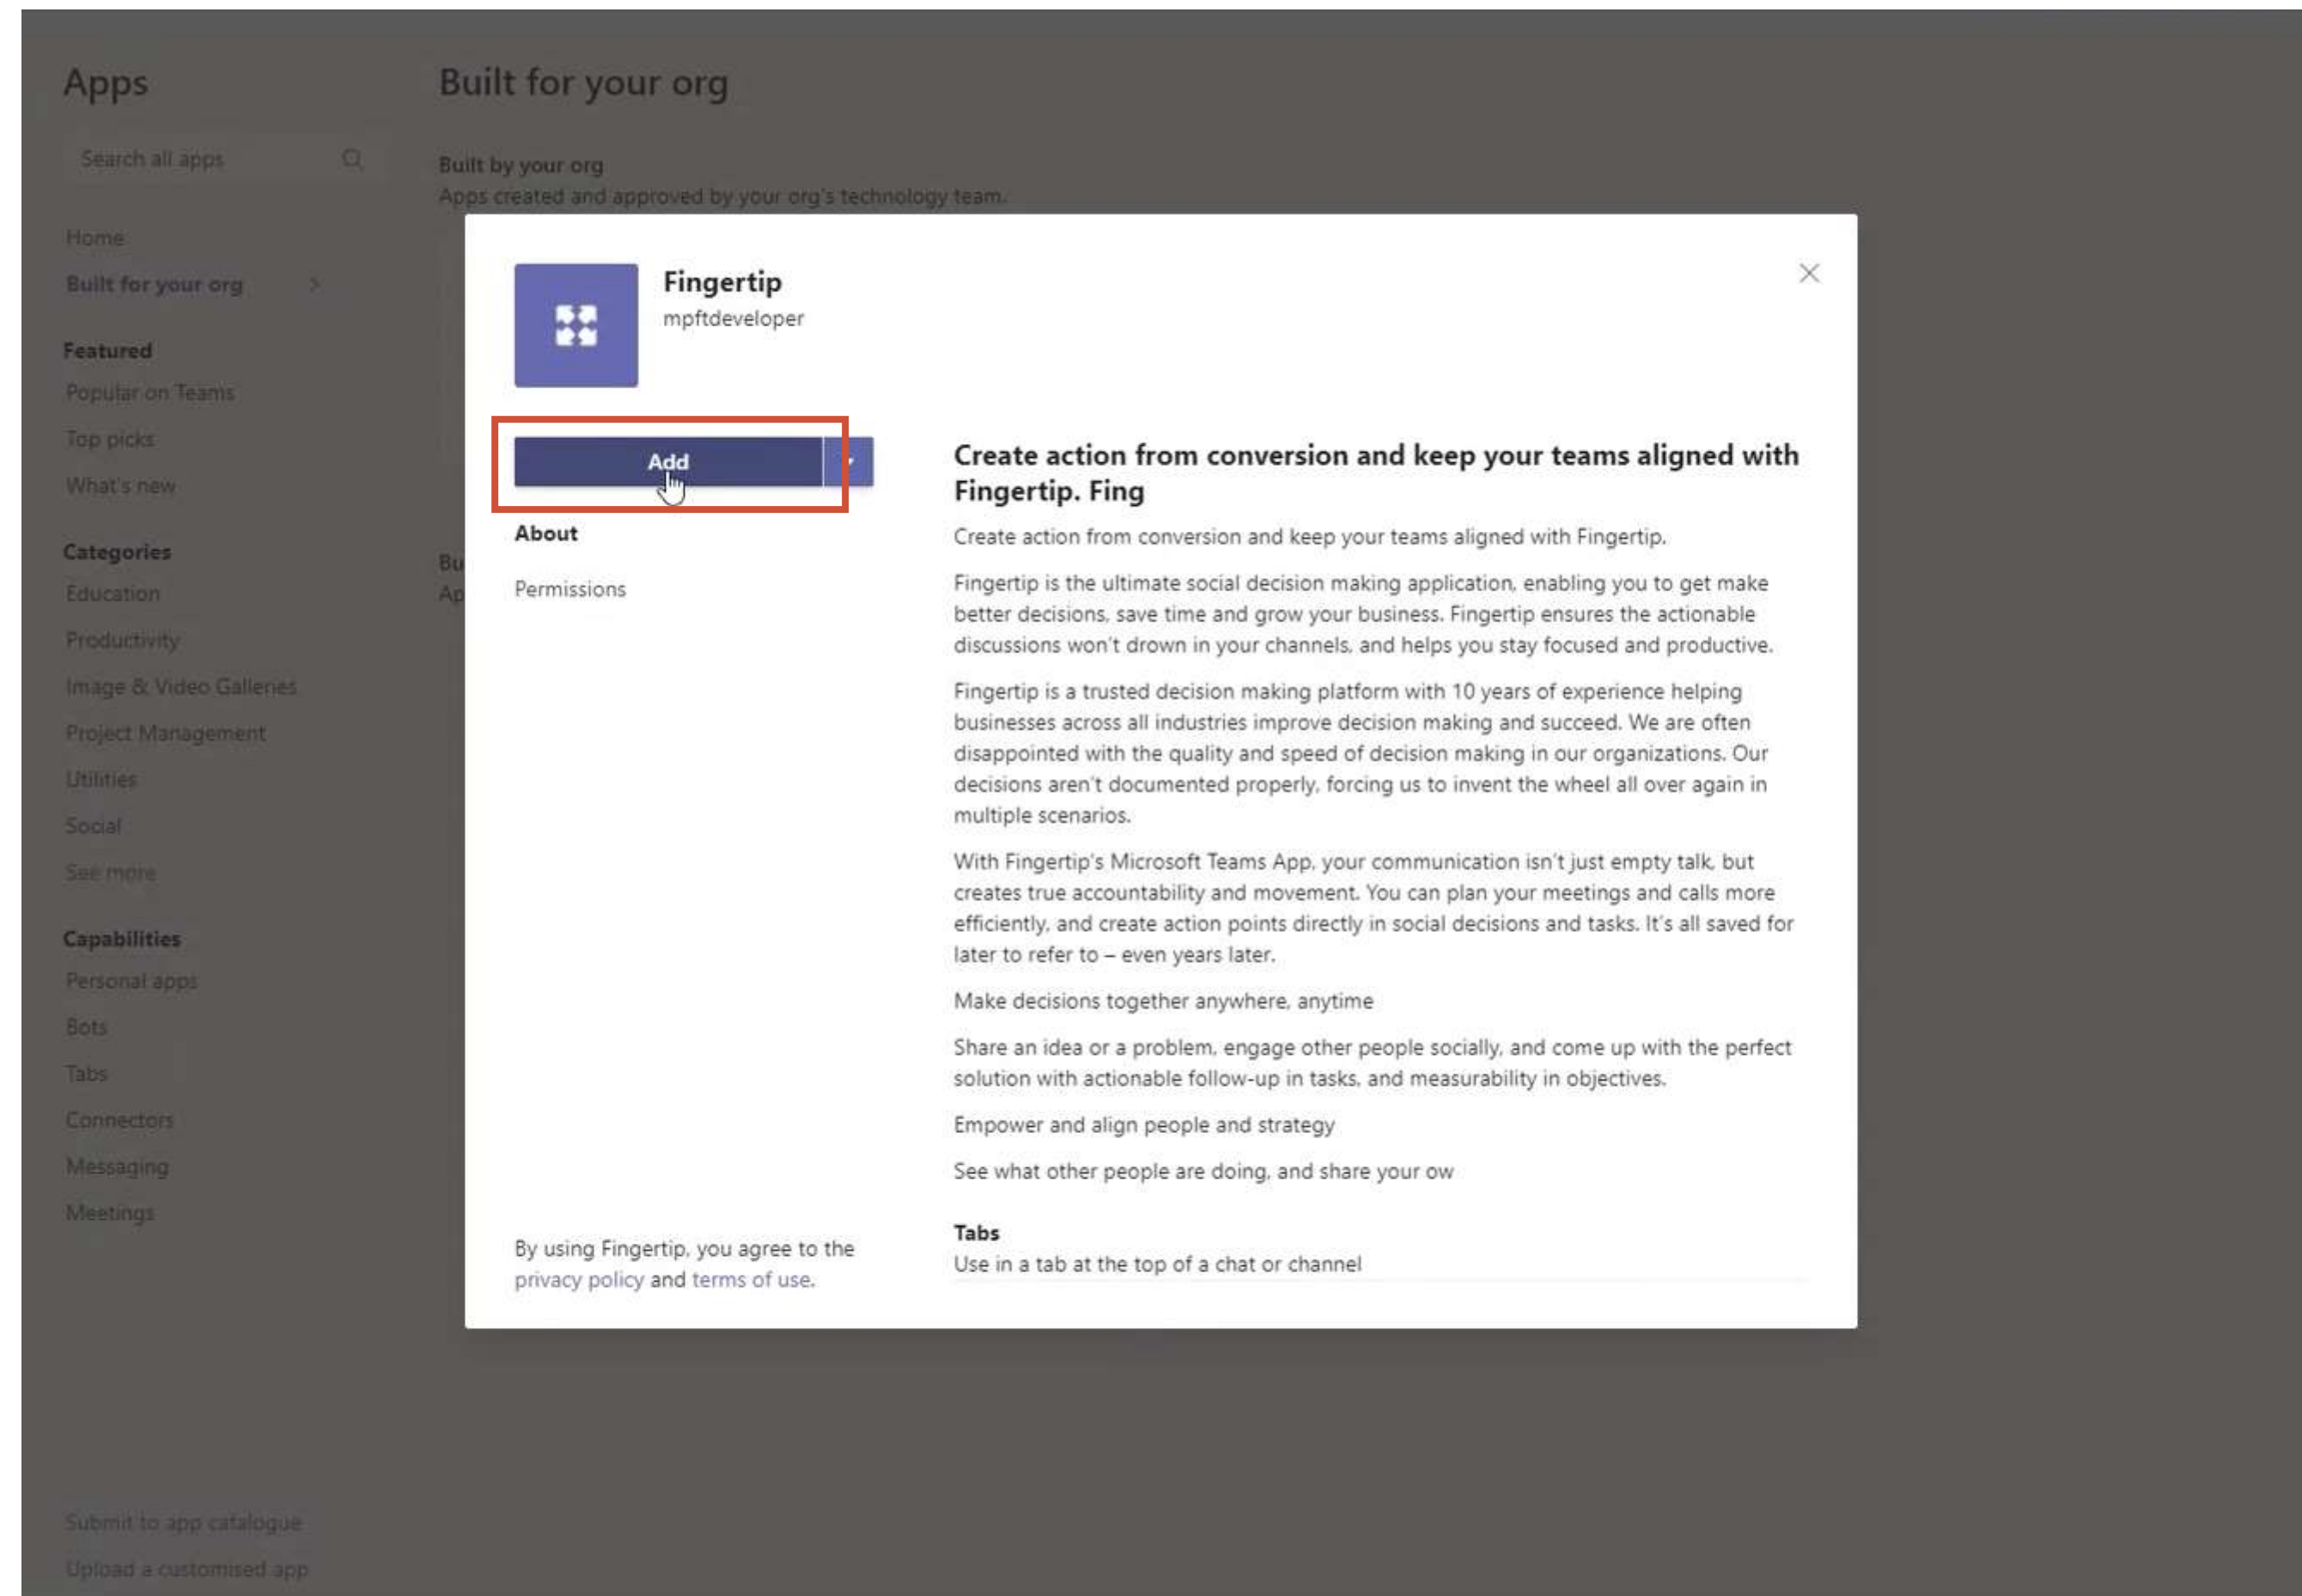 Apps
Search all apps
Home
Built for your org
Featured
Popular on Teams
Top picks
What's new
Categories
Education
Productivity
Image & Video Galleries
Project Management
Utilities
Social
See more
Capabilities
Personal apps
Bots
Tabs
Connectors
Messaging
Meetings
Submit to app catalogue
Upload a customised app
Built for your org
Built by your org
Apps created and approved by your org's technology team.
Bu
Ap
Fingertip
mpftdeveloper
Add
About
Permissions
By using Fingertip, you agree to the
privacy policy and terms of use.
Create action from conversion and keep your teams aligned with
Fingertip. Fing
Create action from conversion and keep your teams aligned with Fingertip.
Fingertip is the ultimate social decision making application, enabling you to get make
better decisions, save time and grow your business. Fingertip ensures the actionable
discussions won't drown in your channels, and helps you stay focused and productive.
Fingertip is a trusted decision making platform with 10 years of experience helping
businesses across all industries improve decision making and succeed. We are often
disappointed with the quality and speed of decision making in our organizations. Our
decisions aren't documented properly, forcing us to invent the wheel all over again in
multiple scenarios.
With Fingertip's Microsoft Teams App, your communication isn't just empty talk, but
creates true accountability and movement. You can plan your meetings and calls more
efficiently, and create action points directly in social decisions and tasks. It's all saved for
later to refer to – even years later.
Make decisions together anywhere, anytime
Share an idea or a problem, engage other people socially, and come up with the perfect
solution with actionable follow-up in tasks, and measurability in objectives.
Empower and align people and strategy
See what other people are doing, and share your ow
Tabs
Use in a tab at the top of a chat or channel